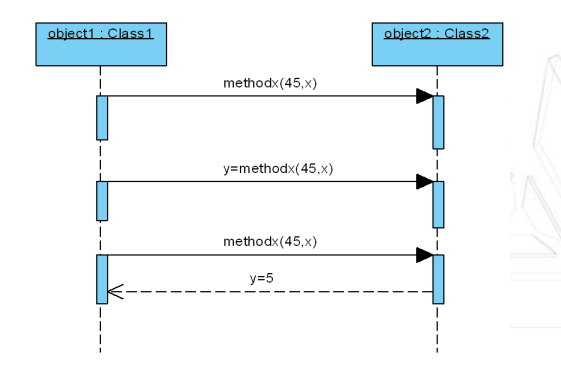 object1 : Class1
object2 : Class2
methodx(45,x)
y=methodx(45,x)
methodx(45,x)
y=5